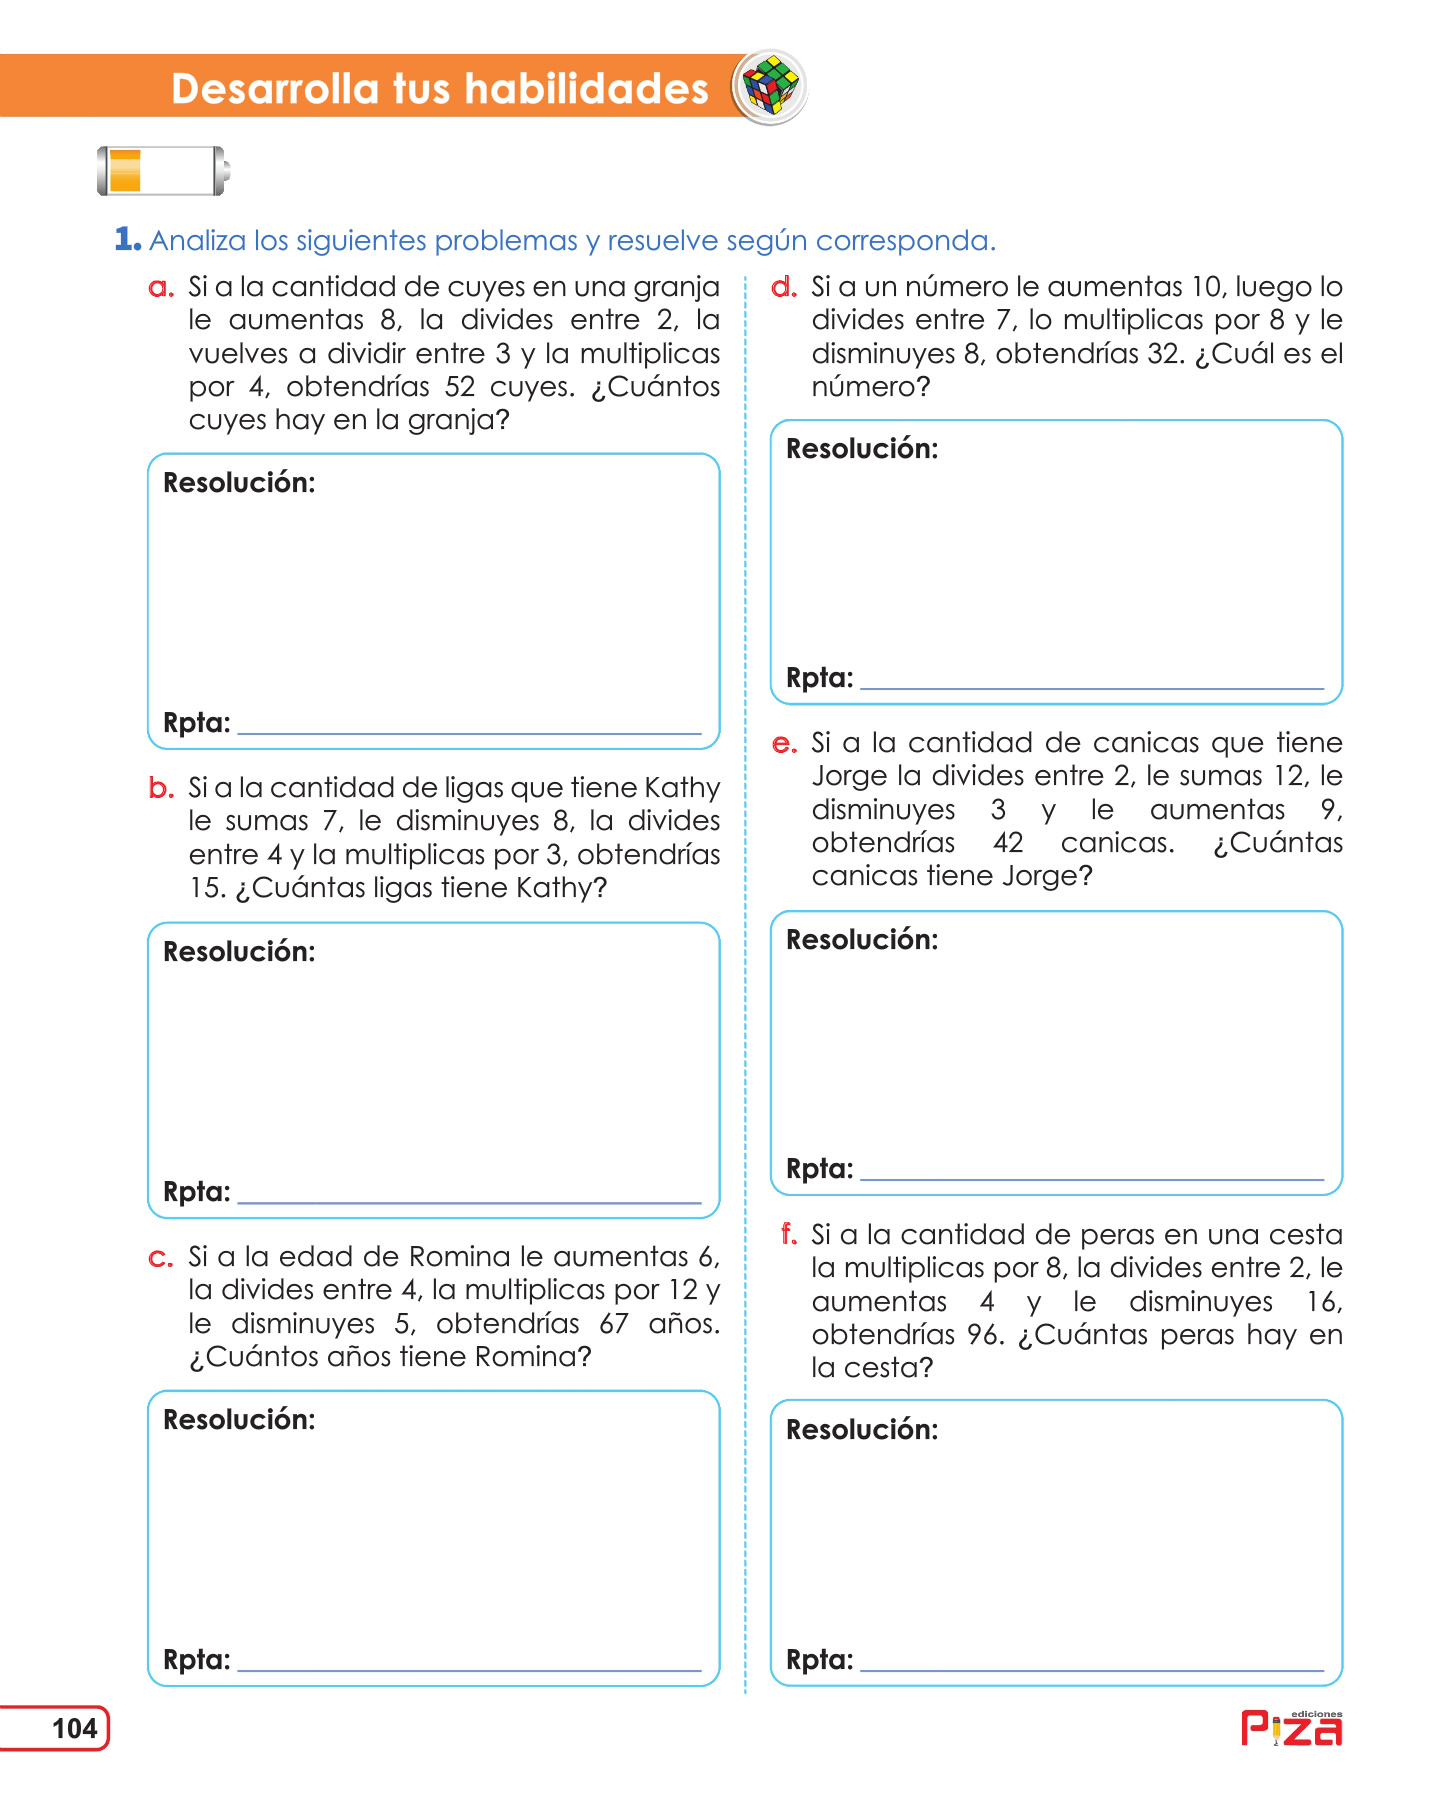 Desarrolla tus habilidades
1. Analiza los siguientes problemas y resuelve según corresponda.
a. Si a la cantidad de cuyes en una granja
le aumentas 8, la divides entre 2, la
vuelves a dividir entre 3 y la multiplicas
por 4, obtendrías 52 cuyes. ¿Cuántos
cuyes hay en la granja?
Resolución:
Rpta:
b. Si a la cantidad de ligas que tiene Kathy
le sumas 7, le disminuyes 8, la divides
entre 4 y la multiplicas por 3, obtendrías
15. ¿Cuántas ligas tiene Kathy?
Resolución:
Rpta:
c. Si a la edad de Romina le aumentas 6,
la divides entre 4, la multiplicas por 12 y
le disminuyes 5, obtendrías 67 años.
¿Cuántos años tiene Romina?
Resolución:
Rpta:
d. Si a un número le aumentas 10, luego lo
divides entre 7, lo multiplicas por 8 y le
disminuyes 8, obtendrías 32. ¿Cuál es el
número?
Resolución:
Rpta:
e. Si a la cantidad de canicas que tiene
Jorge la divides entre 2, le sumas 12, le
disminuyes 3 y le aumentas 9,
obtendrías 42 canicas. ¿Cuántas
canicas tiene Jorge?
Resolución:
Rpta:
f. Si a la cantidad de peras en una cesta
la multiplicas por 8, la divides entre 2, le
aumentas 4 y le disminuyes 16,
obtendrías 96. ¿Cuántas peras hay en
la cesta?
Resolución:
Rpta:
104
ediciones
Piza